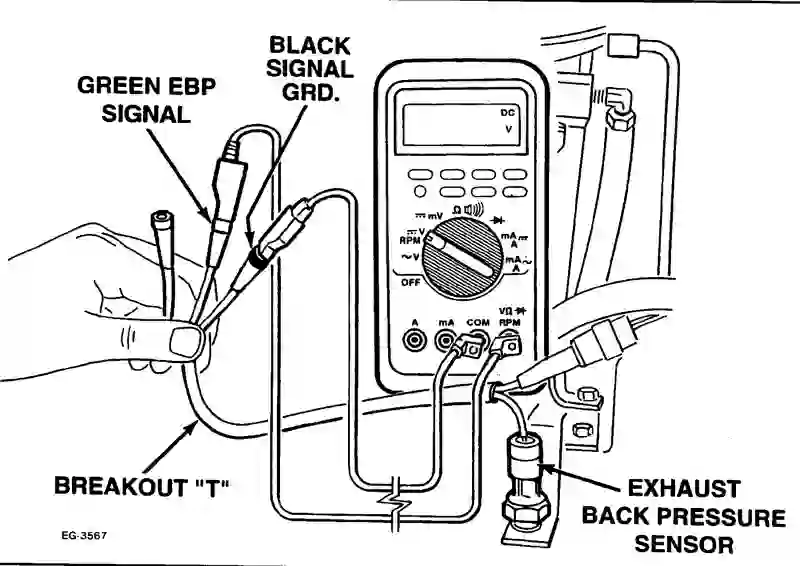 BLACK
SIGNAL
GRD.
GREEN EBP
SIGNAL
DC
V
mV
Ω
V
RPM
mA
A
~V
mA~
A
OFF
VΩ
A
mA
COM
RPM
BREAKOUT "T"
EXHAUST
BACK PRESSURE
SENSOR
EG-3567